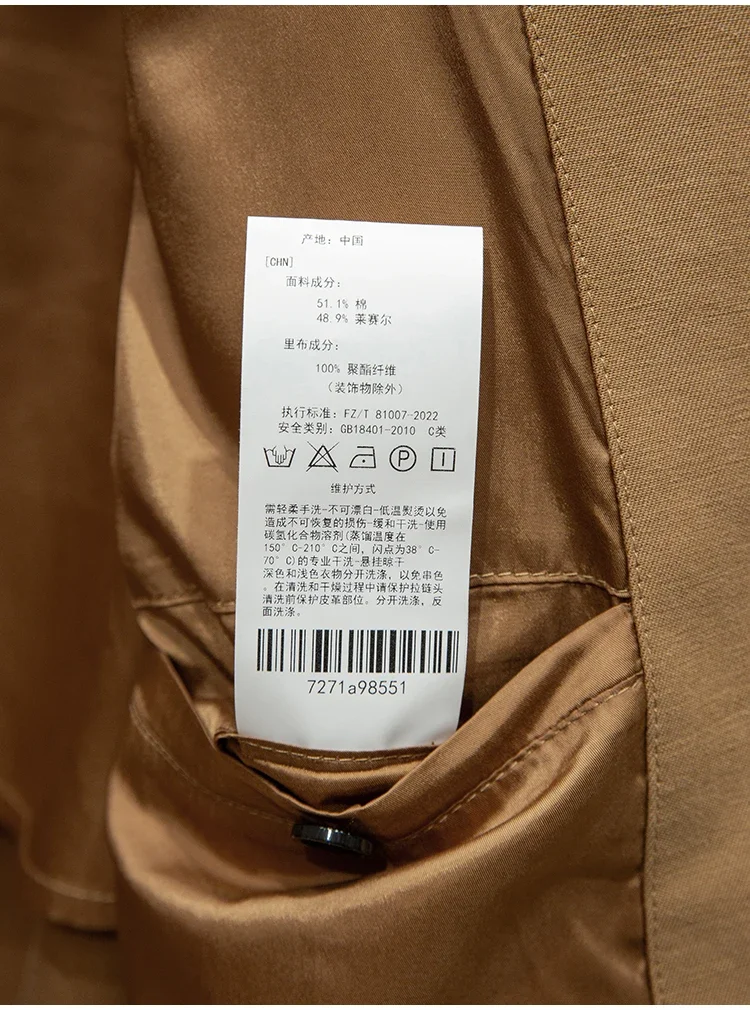 产地：中国
[CHN]
面料成分：
51.1% 棉
48.9% 莱赛尔
里布成分：
100% 聚酯纤维
（装饰物除外）
执行标准：FZ/T 81007-2022
安全类别：GB18401-2010 C类
P
维护方式
需轻柔手洗-不可漂白-低温熨烫以免
造成不可恢复的损伤-缓和干洗-使用
碳氢化合物溶剂(蒸馏温度在
150°C-210°C之间，闪点为38°C-
70°C)的专业干洗-悬挂晾干
深色和浅色衣物分开洗涤，以免串色
。在清洗和干燥过程中请保护拉链头
清洗前保护皮革部位。分开洗涤，反
面洗涤。
7271a98551